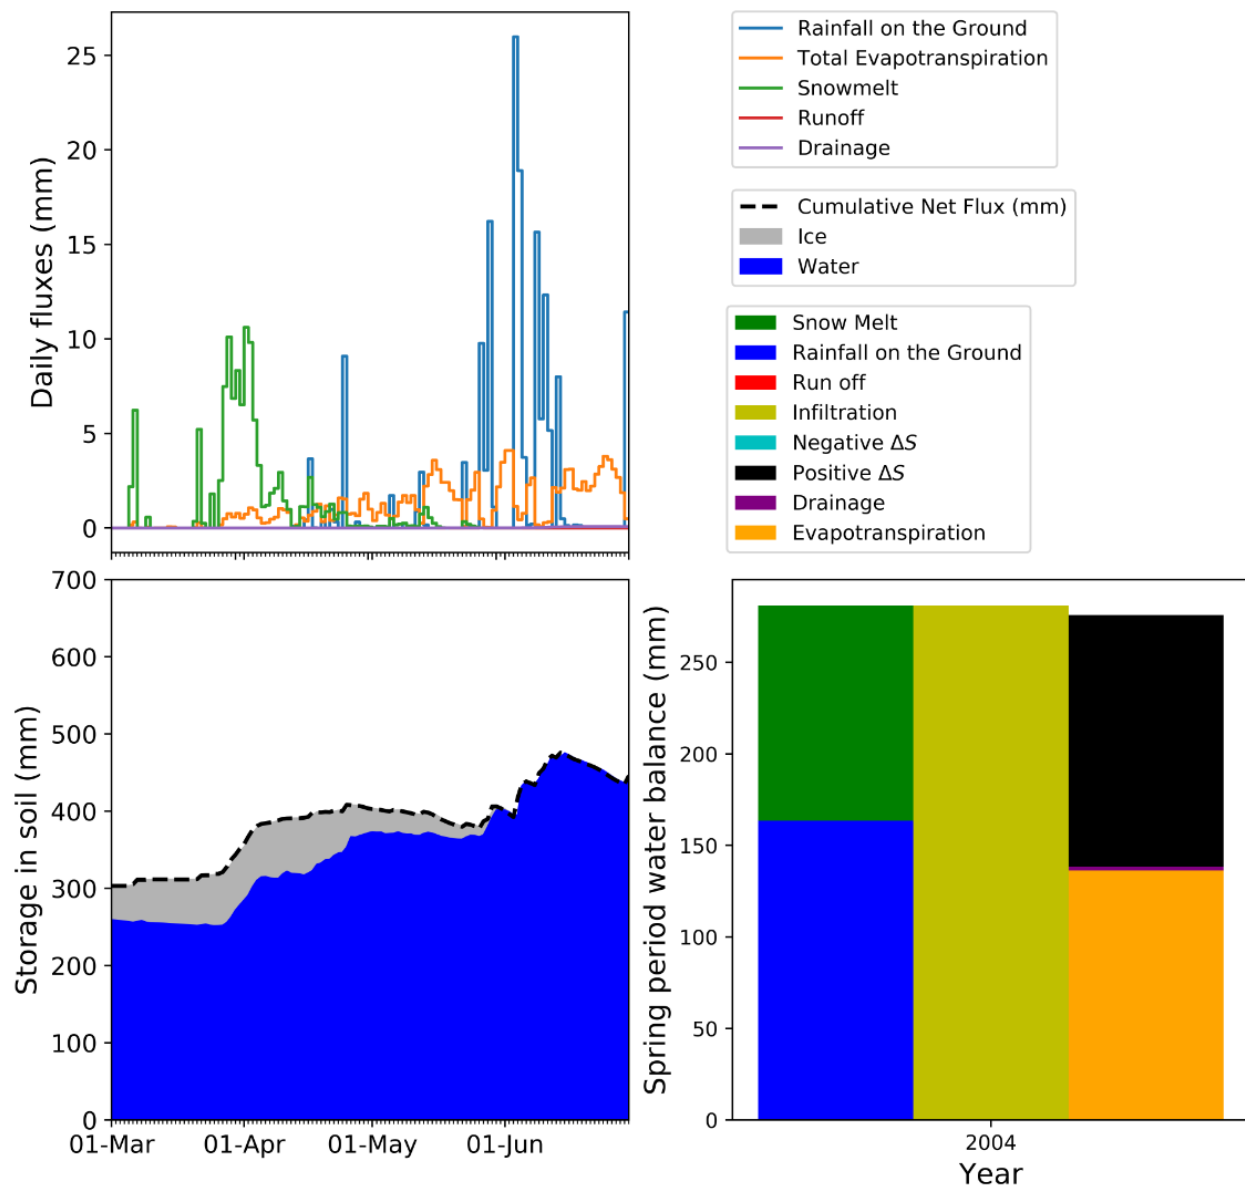 Daily fluxes (mm)
25
20
15
10
5
0
Rainfall on the Ground
Total Evapotranspiration
Snowmelt
Runoff
Drainage
Cumulative Net Flux (mm)
Ice
Water
Snow Melt
Rainfall on the Ground
Run off
Infiltration
Negative ΔS
Positive ΔS
Drainage
Evapotranspiration
Storage in soil (mm)
700
600
500
400
300
200
100
0
01-Mar 01-Apr 01-May 01-Jun
Spring period water balance (mm)
250
200
150
100
50
0
2004
Year